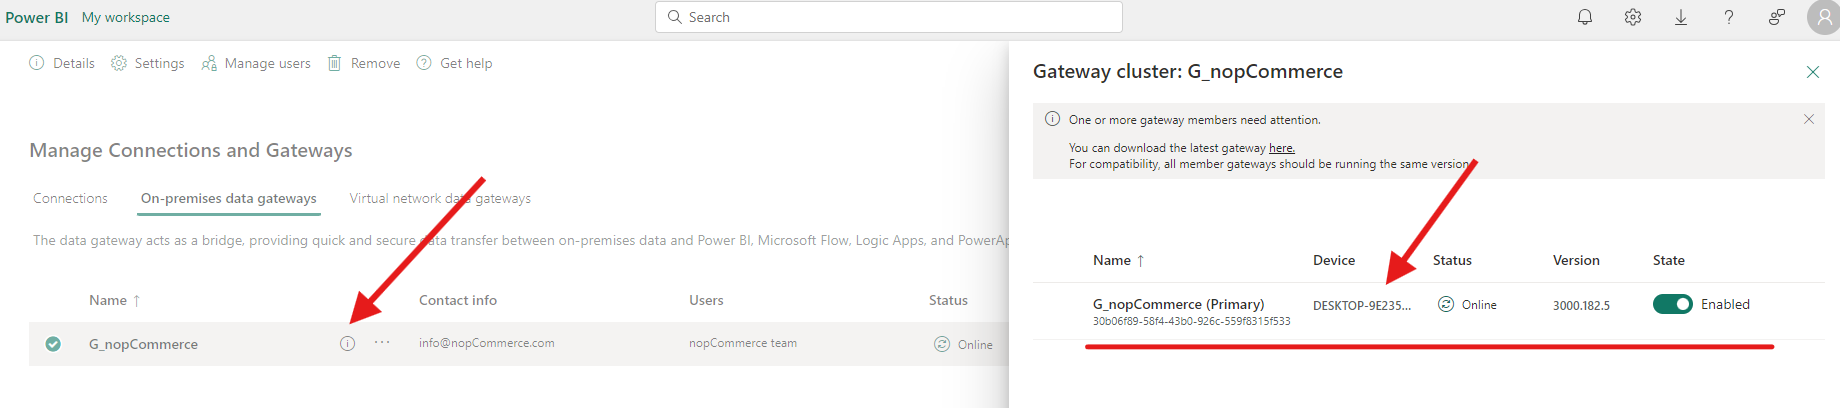 Power BI My workspace
Search
Details Settings Manage users Remove Get help
Manage Connections and Gateways
Connections On-premises data gateways Virtual network data gateways
The data gateway acts as a bridge, providing quick and secure data transfer between on-premises data and Power BI, Microsoft Flow, Logic Apps, and PowerAp
Name ↑ Contact info Users Status
G_nopCommerce ··· info@nopCommerce.com nopCommerce team Online
Gateway cluster: G_nopCommerce
One or more gateway members need attention.
You can download the latest gateway here.
For compatibility, all member gateways should be running the same version
Name ↑ Device Status Version State
G_nopCommerce (Primary) DESKTOP-9E235... Online 3000.182.5 Enabled
30b06f89-58f4-43b0-926c-559f8315f533